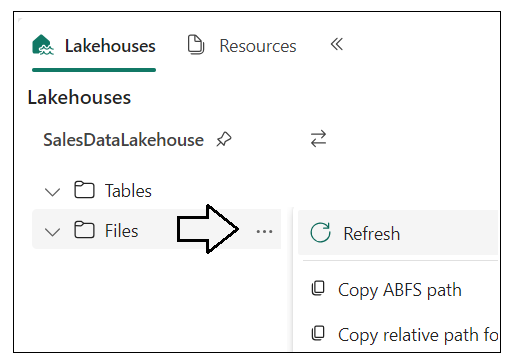 Lakehouses Resources
Lakehouses
SalesDataLakehouse
Tables
Files
Refresh
Copy ABFS path
Copy relative path fo